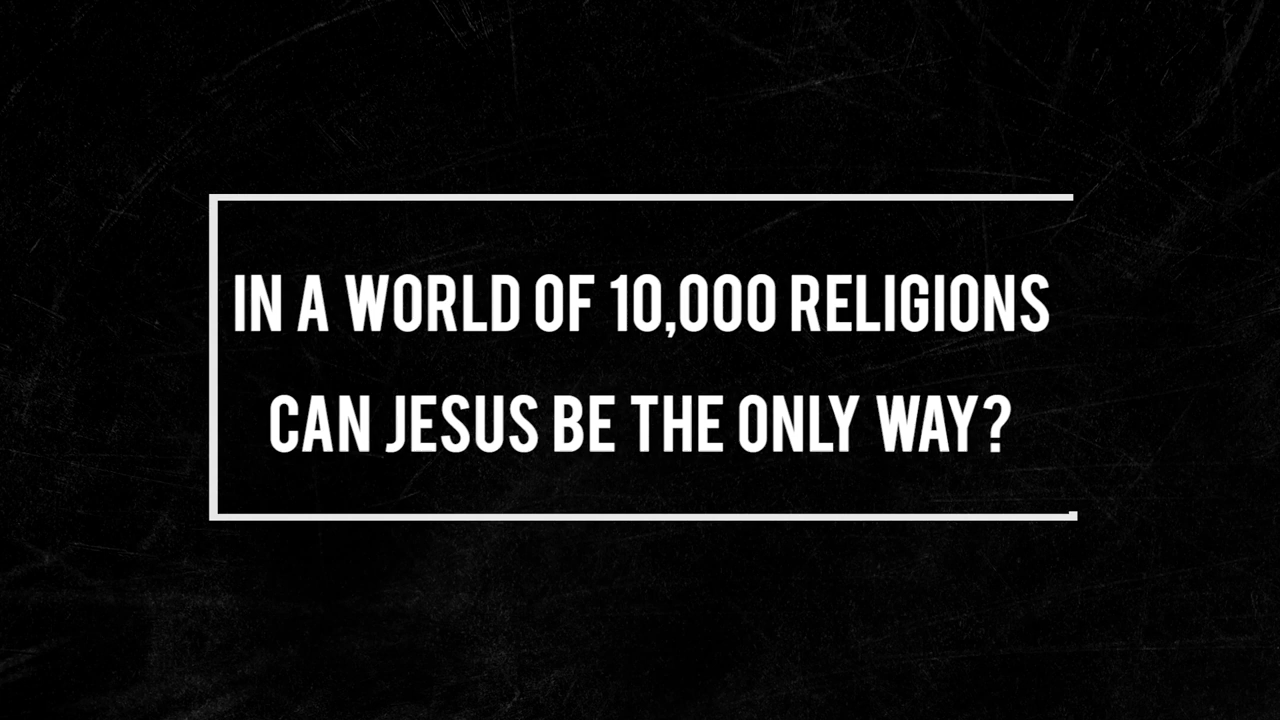 IN A WORLD OF 10,000 RELIGIONS
CAN JESUS BE THE ONLY WAY?